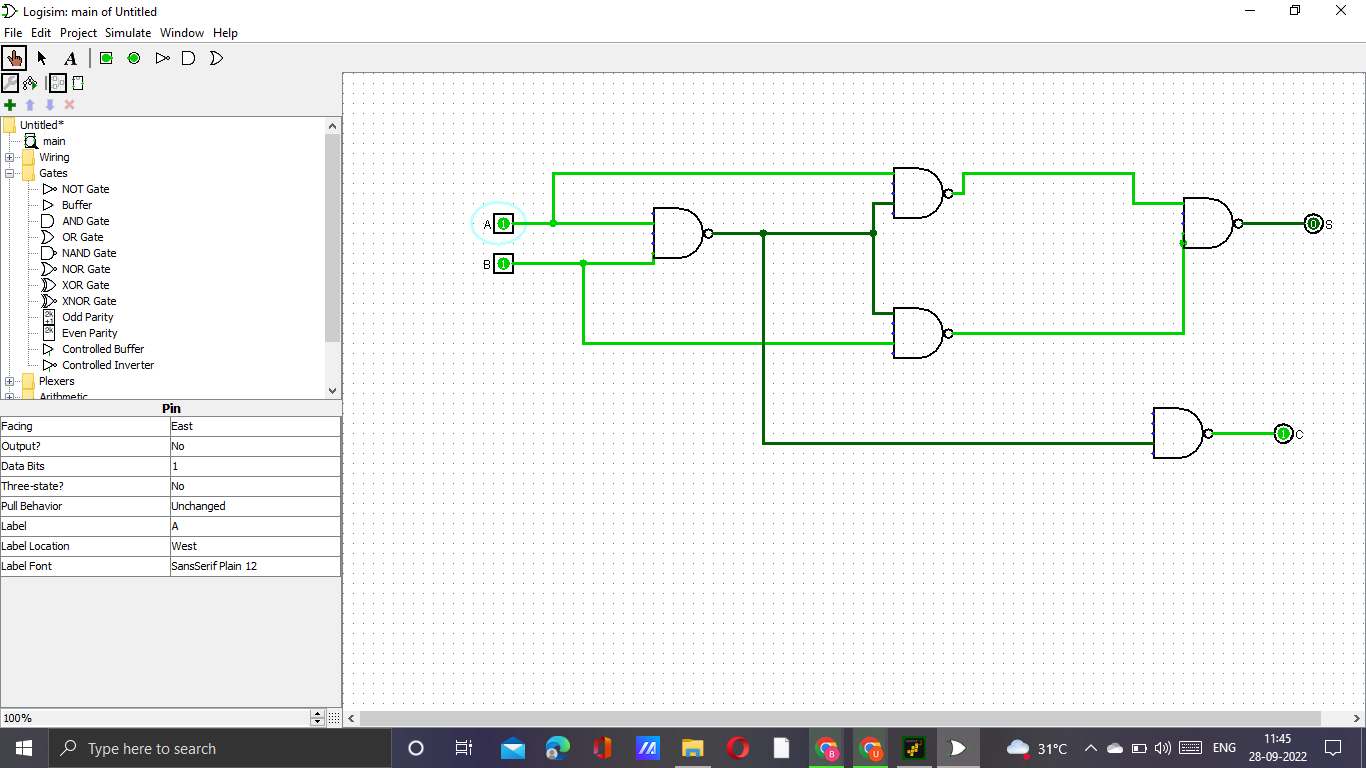 Logisim: main of Untitled
File Edit Project Simulate Window Help
A
Untitled*
main
Wiring
Gates
NOT Gate
Buffer
AND Gate
OR Gate
NAND Gate
NOR Gate
XOR Gate
XNOR Gate
Odd Parity
Even Parity
Controlled Buffer
Controlled Inverter
Plexers
Arithmetic
Pin
Facing East
Output? No
Data Bits 1
Three-state? No
Pull Behavior Unchanged
Label A
Label Location West
Label Font SansSerif Plain 12
100%
A 1
B 1
0 S
1 C
Type here to search
B
U
31°C
ENG
11:45
28-09-2022